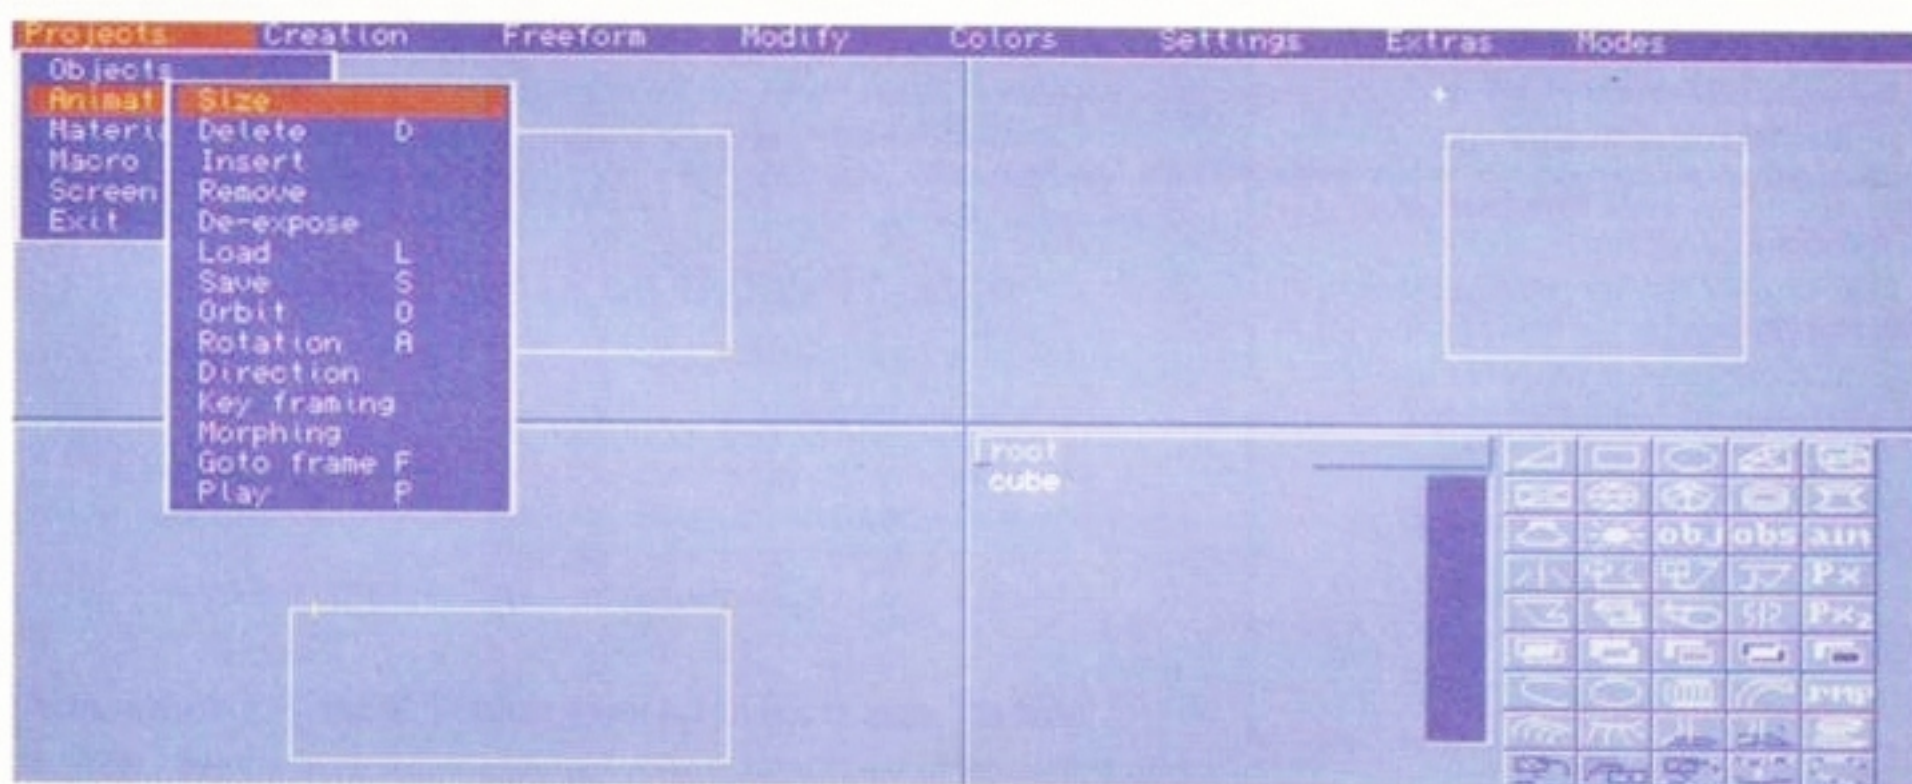 Projects Creation Freeform Modify Colors Settings Extras Modes
Objects
Animat
Materi
Macro
Screen
Exit
Size
Delete D
Insert
Remove
De-expose
Load L
Save S
Orbit O
Rotation A
Direction
Key framing
Morphing
Goto frame F
Play P
root
cube
obj obs
Px
Px2